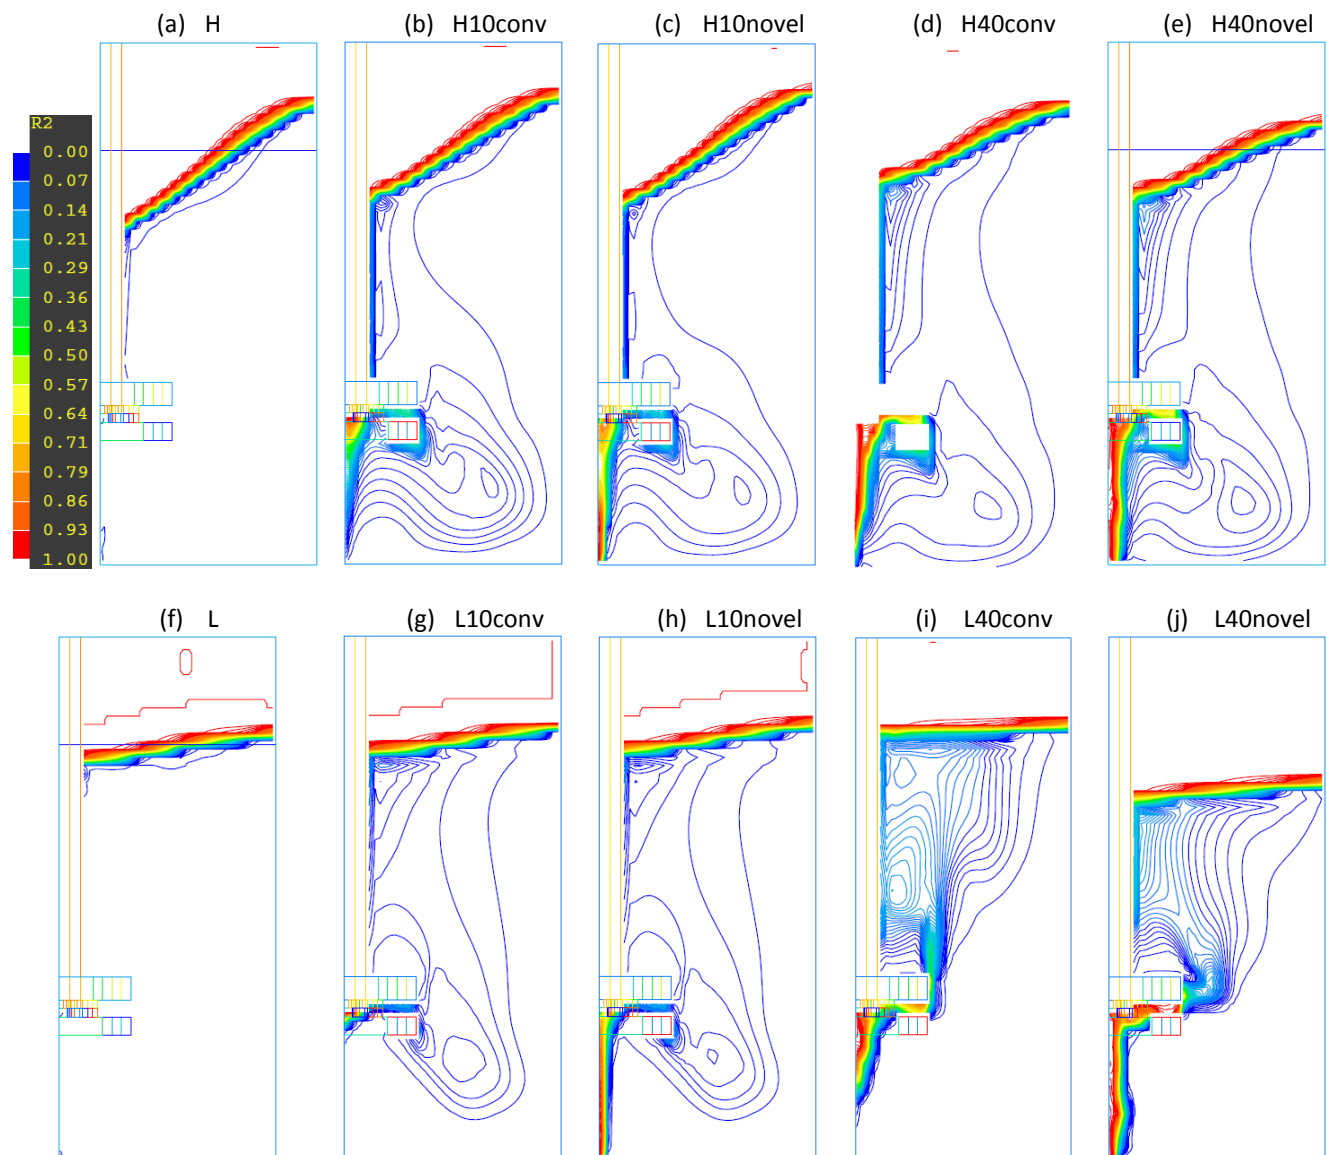 (a) H
(b) H10conv
(c) H10novel
(d) H40conv
(e) H40novel
R2
0.00
0.07
0.14
0.21
0.29
0.36
0.43
0.50
0.57
0.64
0.71
0.79
0.86
0.93
1.00
(f) L
(g) L10conv
(h) L10novel
(i) L40conv
(j) L40novel